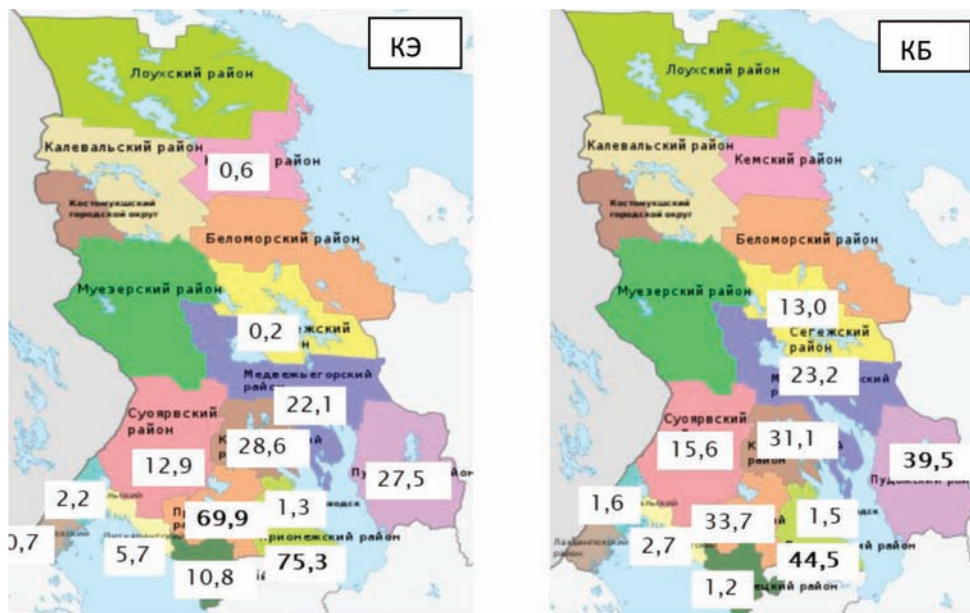 КЭ
Лоухский район
Калевальский район
район
0,6
Костомукшский
городской округ
Беломорский район
Муезерский район
0,2
Медвежьегорский
район
22,1
Суоярвский
район
28,6
12,9
27,5
2,2
69,9
1,3
0,7
5,7
Прионежский район
75,3
10,8
КБ
Лоухский район
Калевальский район
Кемский район
Костомукшский
городской округ
Беломорский район
Муезерский район
13,0
Сегежский
район
23,2
Суоярвский
15,6
31,1
район
39,5
1,6
33,7
1,5
2,7
44,5
1,2
район